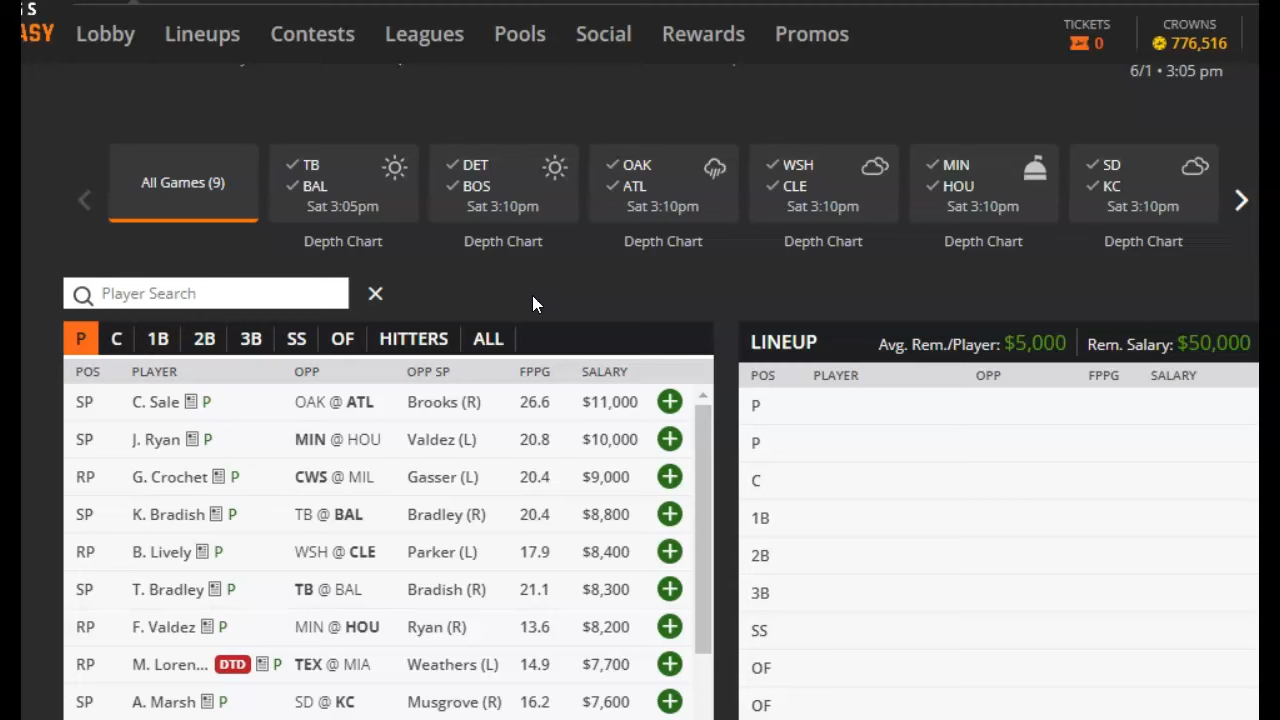 GS
ASY Lobby Lineups Contests Leagues Pools Social Rewards Promos TICKETS 0 CROWNS 776,516
6/1 • 3:05 pm
All Games (9)
TB
BAL
Sat 3:05pm
Depth Chart
DET
BOS
Sat 3:10pm
Depth Chart
OAK
ATL
Sat 3:10pm
Depth Chart
WSH
CLE
Sat 3:10pm
Depth Chart
MIN
HOU
Sat 3:10pm
Depth Chart
SD
KC
Sat 3:10pm
Depth Chart
Player Search
P C 1B 2B 3B SS OF HITTERS ALL
POS PLAYER OPP OPP SP FPPG SALARY
SP C. Sale P OAK @ ATL Brooks (R) 26.6 $11,000
SP J. Ryan P MIN @ HOU Valdez (L) 20.8 $10,000
RP G. Crochet P CWS @ MIL Gasser (L) 20.4 $9,000
SP K. Bradish P TB @ BAL Bradley (R) 20.4 $8,800
RP B. Lively P WSH @ CLE Parker (L) 17.9 $8,400
SP T. Bradley P TB @ BAL Bradish (R) 21.1 $8,300
RP F. Valdez P MIN @ HOU Ryan (R) 13.6 $8,200
RP M. Loren... DTD P TEX @ MIA Weathers (L) 14.9 $7,700
SP A. Marsh P SD @ KC Musgrove (R) 16.2 $7,600
LINEUP Avg. Rem./Player: $5,000 Rem. Salary: $50,000
POS PLAYER OPP FPPG SALARY
P
P
C
1B
2B
3B
SS
OF
OF